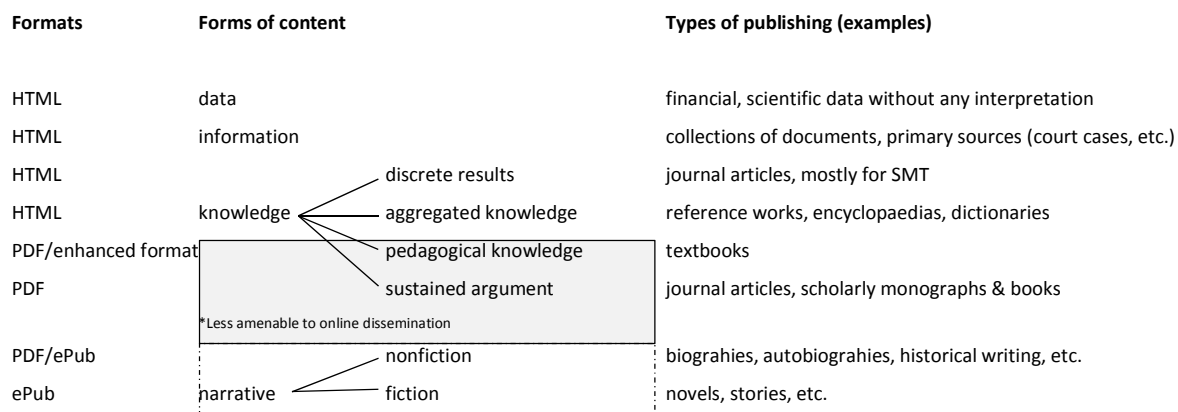 Formats Forms of content Types of publishing (examples)
HTML data financial, scientific data without any interpretation
HTML information collections of documents, primary sources (court cases, etc.)
HTML discrete results journal articles, mostly for SMT
HTML knowledge aggregated knowledge reference works, encyclopaedias, dictionaries
PDF/enhanced format pedagogical knowledge textbooks
PDF sustained argument journal articles, scholarly monographs & books
*Less amenable to online dissemination
PDF/ePub nonfiction biograhies, autobiograhies, historical writing, etc.
ePub narrative fiction novels, stories, etc.